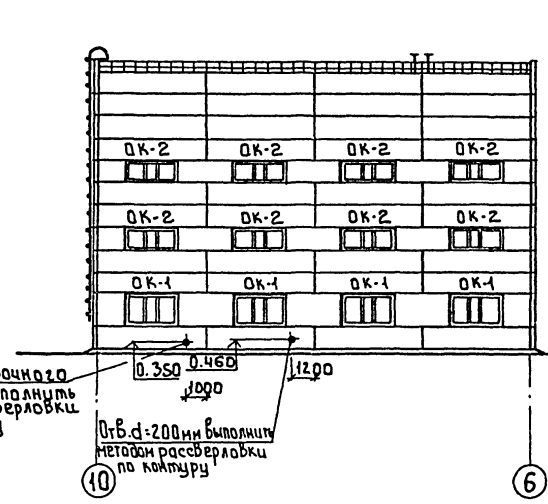 ОК-2 ОК-2 ОК-2 ОК-2
ОК-2 ОК-2 ОК-2 ОК-2
ОК-1 ОК-1 ОК-1 ОК-1
0.350 0.460 1200
1000
Отв.d=200мм выполнить
методом рассверловки
по контуру
10 6